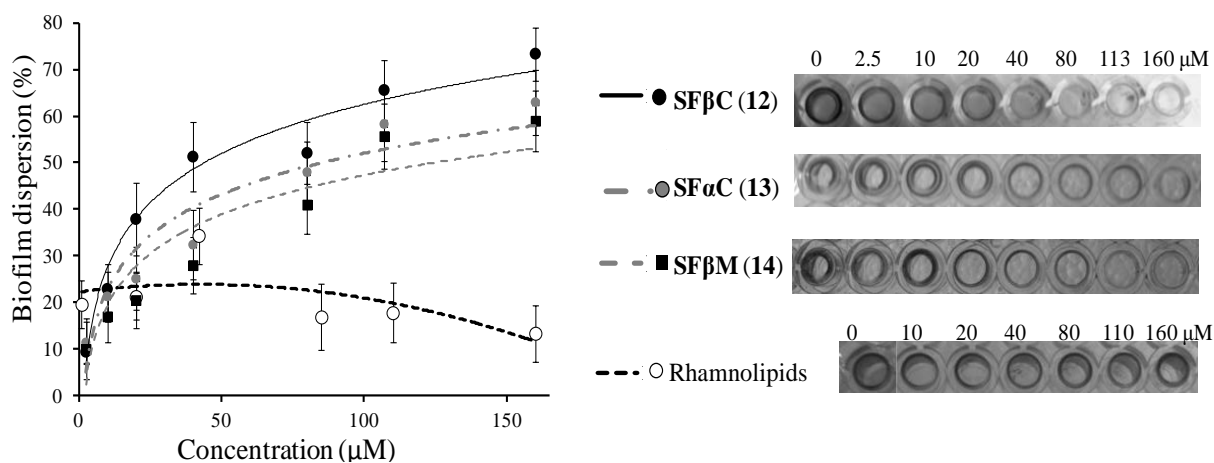 Biofilm dispersion (%)
80
70
60
50
40
30
20
10
0
0 50 100 150
Concentration (μM)
0 2.5 10 20 40 80 113 160 μM
SFβC (12)
SFαC (13)
SFβM (14)
0 10 20 40 80 110 160 μM
Rhamnolipids